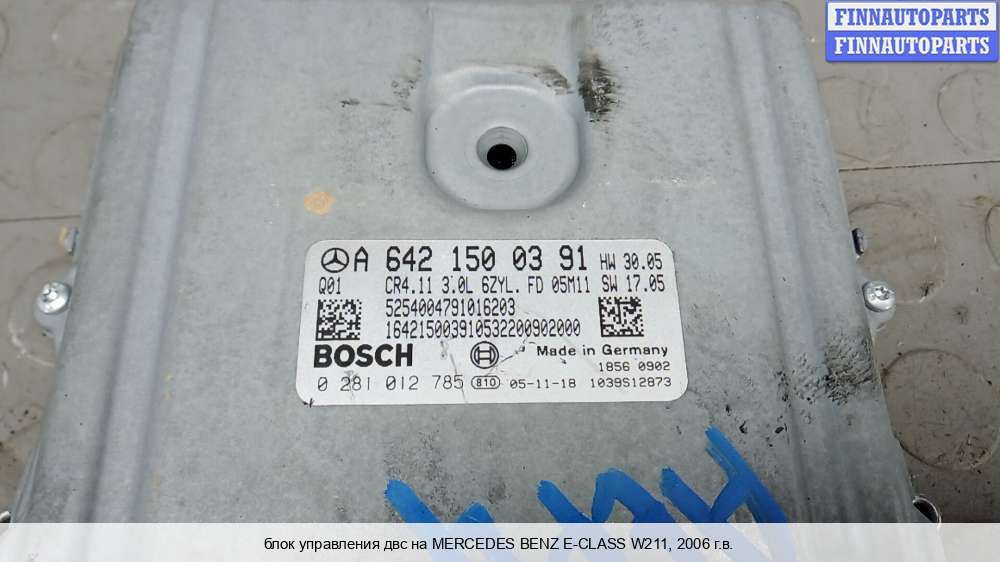 FINNAUTOPARTS
FINNAUTOPARTS
A 642 150 03 91 HW 30.05
Q01 CR4.11 3.0L 6ZYL. FD 05M11 SW 17.05
5254004791016203
164215003910532200902000
BOSCH Made in Germany
1856 0902
0 281 012 785 810 05-11-18 1039S12873
блок управления двс на MERCEDES BENZ E-CLASS W211, 2006 г.в.